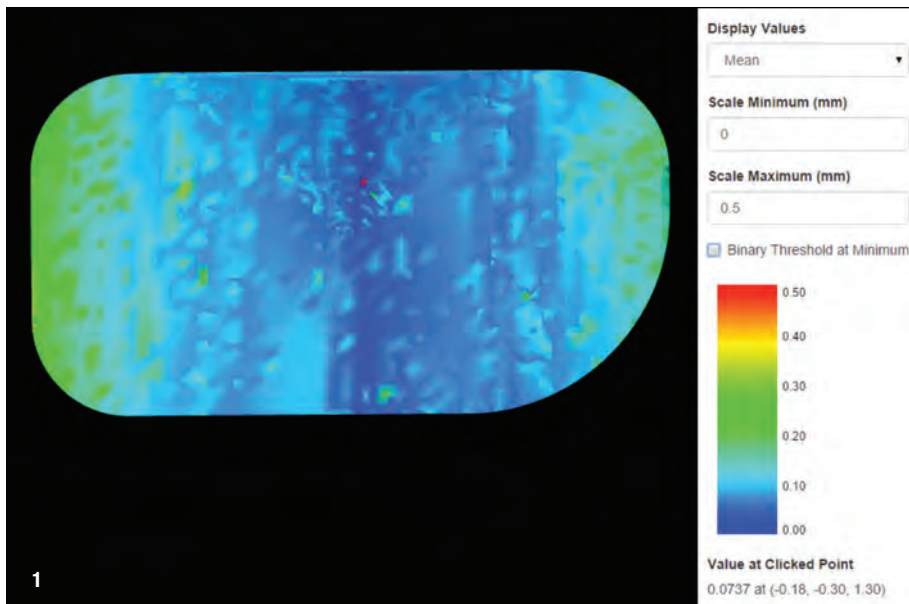 Display Values
Mean
Scale Minimum (mm)
0
Scale Maximum (mm)
0.5
Binary Threshold at Minimum
0.50
0.40
0.30
0.20
0.10
0.00
Value at Clicked Point
0.0737 at (-0.18, -0.30, 1.30)
1